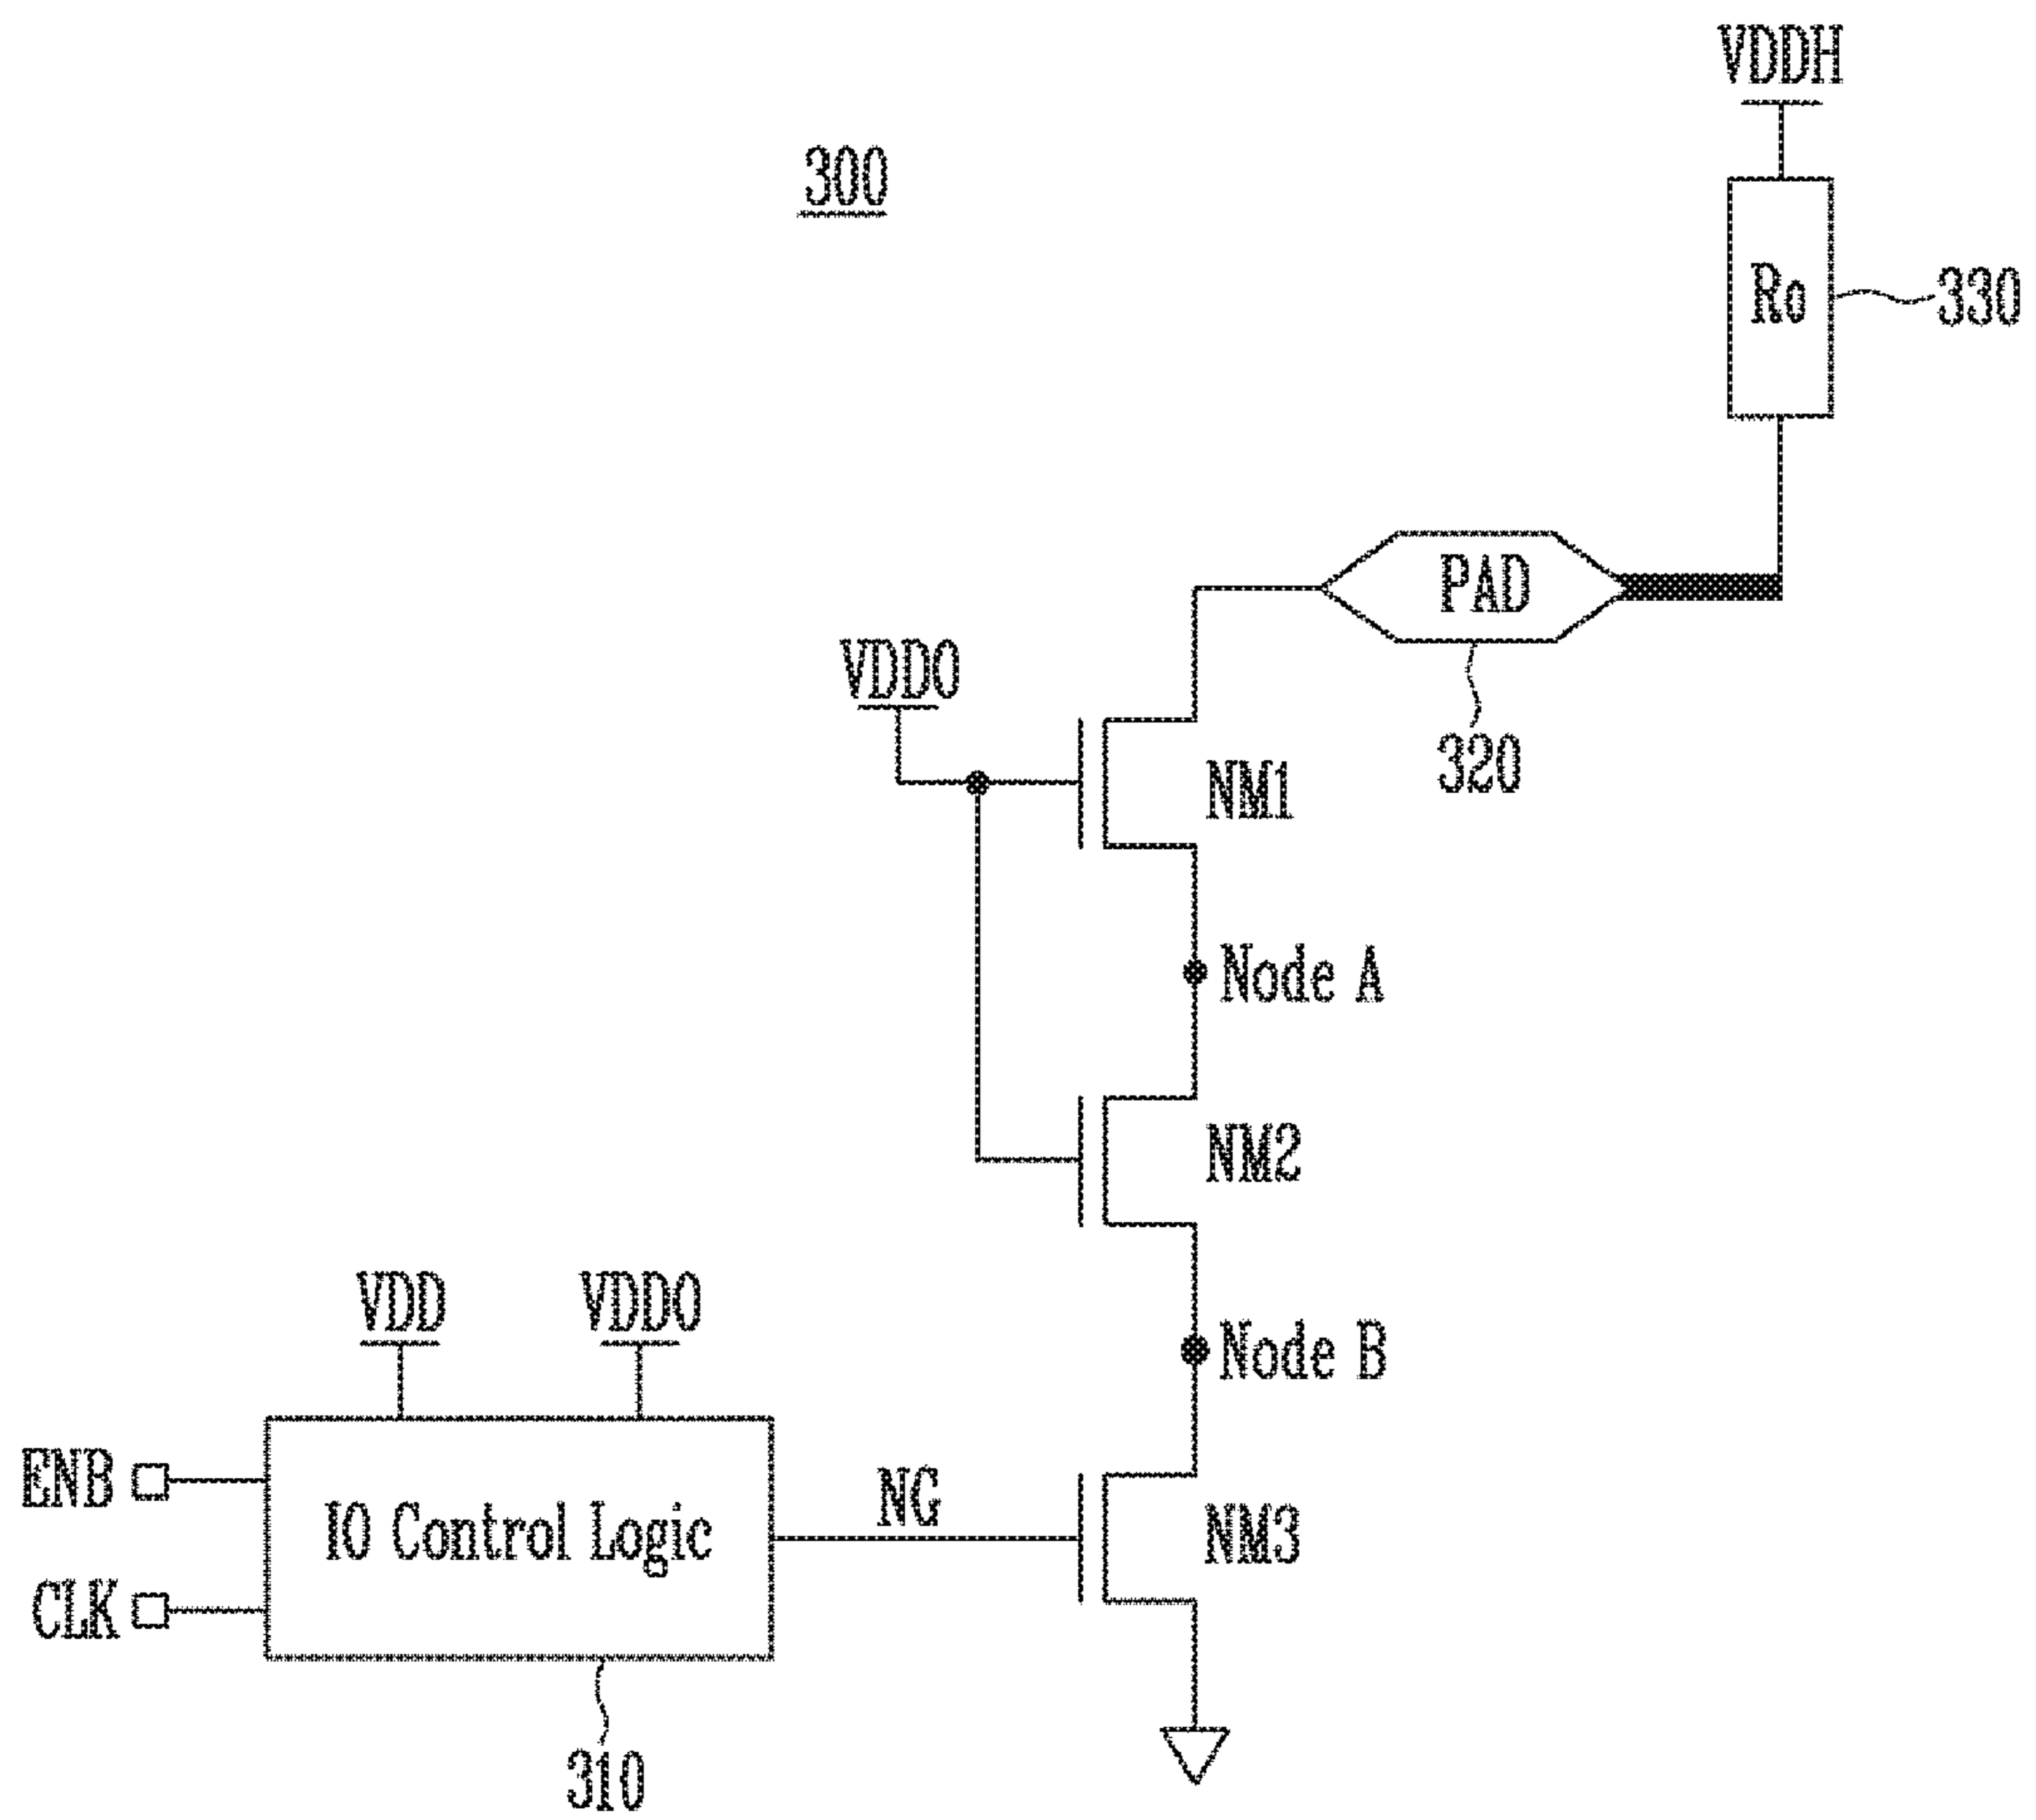 VDDH
300
R0
330
PAD
VDDO
320
NM1
Node A
NM2
VDD
VDDO
Node B
ENB
NG
IO Control Logic
NM3
CLK
310